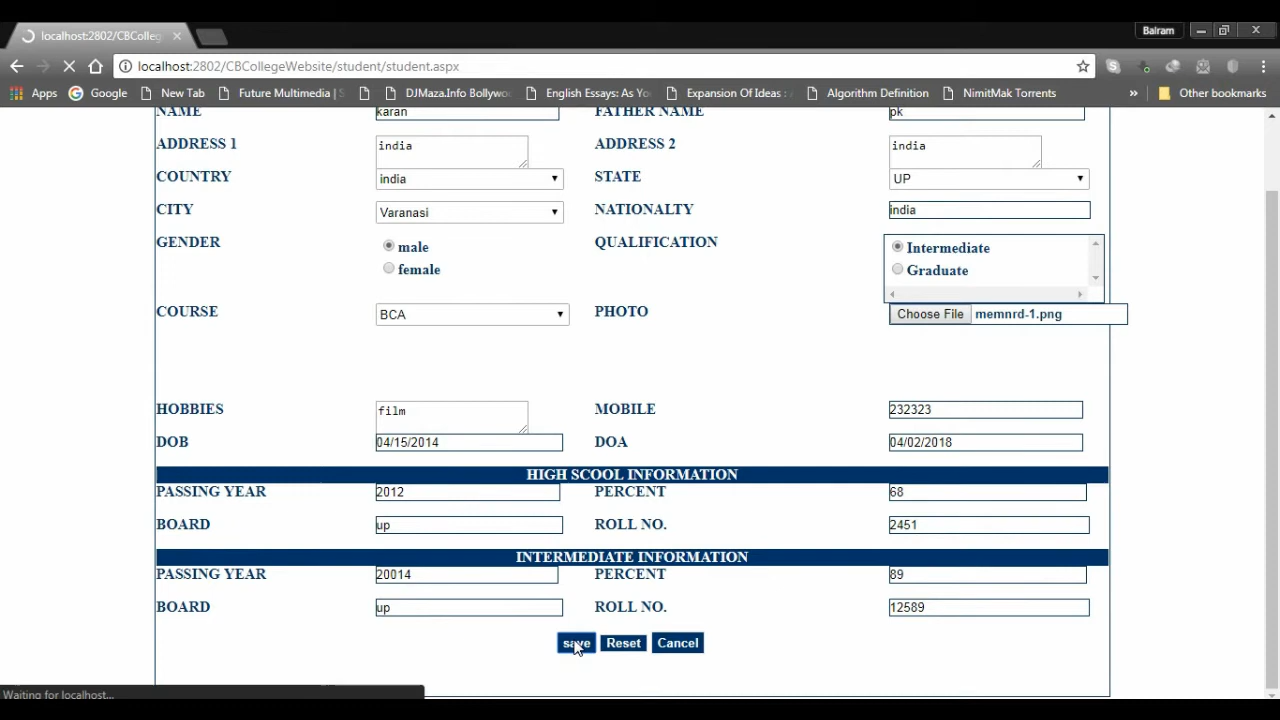 Balram
localhost:2802/CBColleg
localhost:2802/CBCollegeWebsite/student/student.aspx
Apps Google New Tab Future Multimedia | S DJMaza.Info Bollywoo English Essays: As Yo Expansion Of Ideas : Algorithm Definition NimitMak Torrents » Other bookmarks
NAME karan FATHER NAME pk
ADDRESS 1 india ADDRESS 2 india
COUNTRY india STATE UP
CITY Varanasi NATIONALTY india
GENDER male QUALIFICATION Intermediate
female Graduate
COURSE BCA PHOTO Choose File memnrd-1.png
HOBBIES film MOBILE 232323
DOB 04/15/2014 DOA 04/02/2018
HIGH SCOOL INFORMATION
PASSING YEAR 2012 PERCENT 68
BOARD up ROLL NO. 2451
INTERMEDIATE INFORMATION
PASSING YEAR 20014 PERCENT 89
BOARD up ROLL NO. 12589
save Reset Cancel
Waiting for localhost...